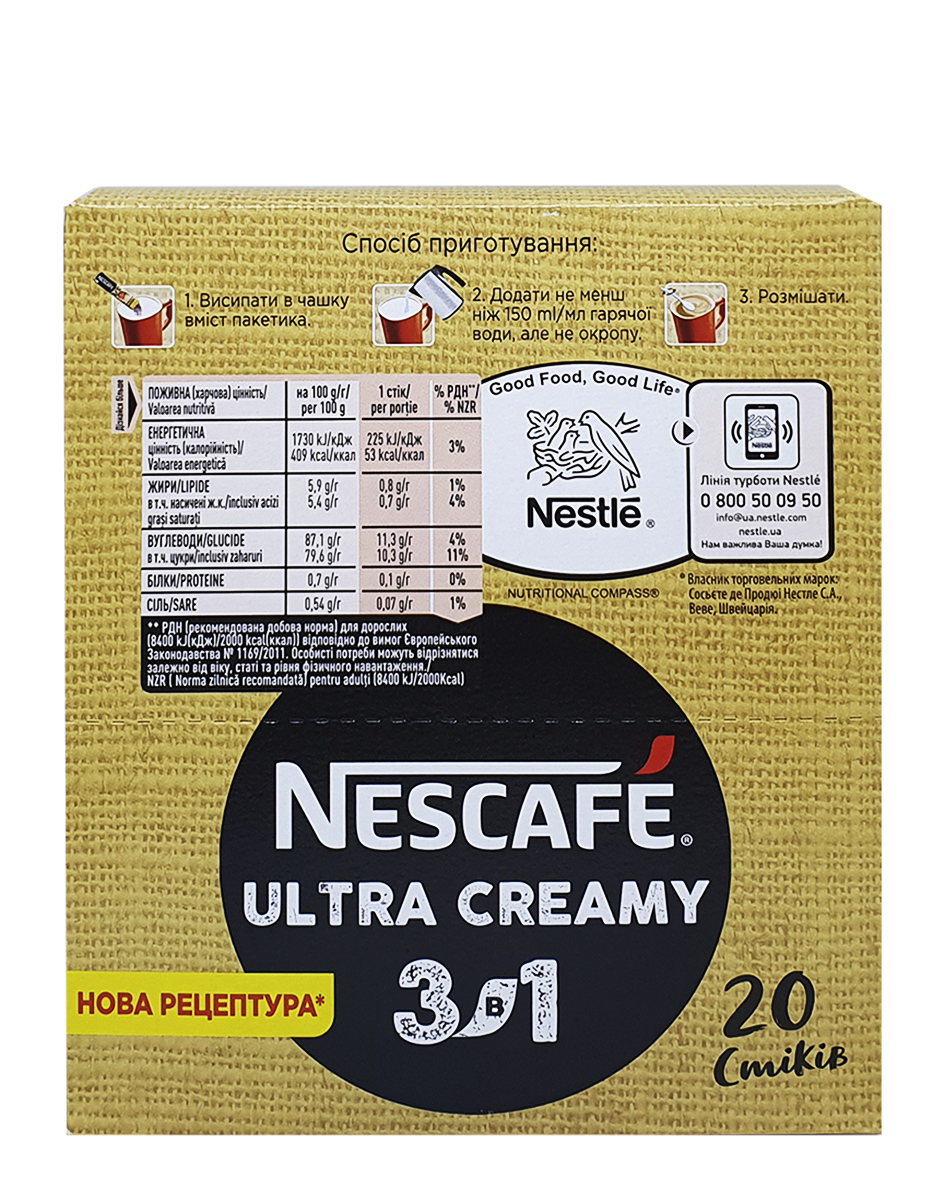 Спосіб приготування:
1. Висипати в чашку
вміст пакетика.
2. Додати не менш
ніж 150 ml/мл гарячої
води, але не окропу.
3. Розмішати.
Дізнайся більше
ПОЖИВНА (харчова) цінність/
Valoarea nutritivă
на 100 g/г/
per 100 g
1 стік/
per porție
% РДН**/
% NZR
ЕНЕРГЕТИЧНА
цінність (калорійність)/
Valoarea energetică
1730 kJ/кДж
409 kcal/ккал
225 kJ/кДж
53 kcal/ккал
3%
ЖИРИ/LIPIDE
5,9 g/г
0,8 g/г
1%
в т.ч. насичені ж.к./inclusiv acizi
grași saturați
5,4 g/г
0,7 g/г
4%
ВУГЛЕВОДИ/GLUCIDE
87,1 g/г
11,3 g/г
4%
в т.ч. цукри/inclusiv zaharuri
79,6 g/г
10,3 g/г
11%
БІЛКИ/PROTEINE
0,7 g/г
0,1 g/г
0%
СІЛЬ/SARE
0,54 g/г
0,07 g/г
1%
** РДН (рекомендована добова норма) для дорослих
(8400 kJ(кДж)/2000 kcal(ккал)) відповідно до вимог Європейського
Законодавства № 1169/2011. Особисті потреби можуть відрізнятися
залежно від віку, статі та рівня фізичного навантаження./
NZR ( Norma zilnică recomandată) pentru adulți (8400 kJ/2000Kcal)
Good Food, Good Life®
Nestlé®
NUTRITIONAL COMPASS®
Nestle
Лінія турботи Nestlé
0 800 50 09 50
info@ua.nestle.com
nestle.ua
Нам важлива Ваша думка!
® Власник торговельних марок:
Сосьєте де Продюї Нестле С.А.,
Веве, Швейцарія.
NESCAFÉ®
ULTRA CREAMY
3 в 1
НОВА РЕЦЕПТУРА*
20
Стіків